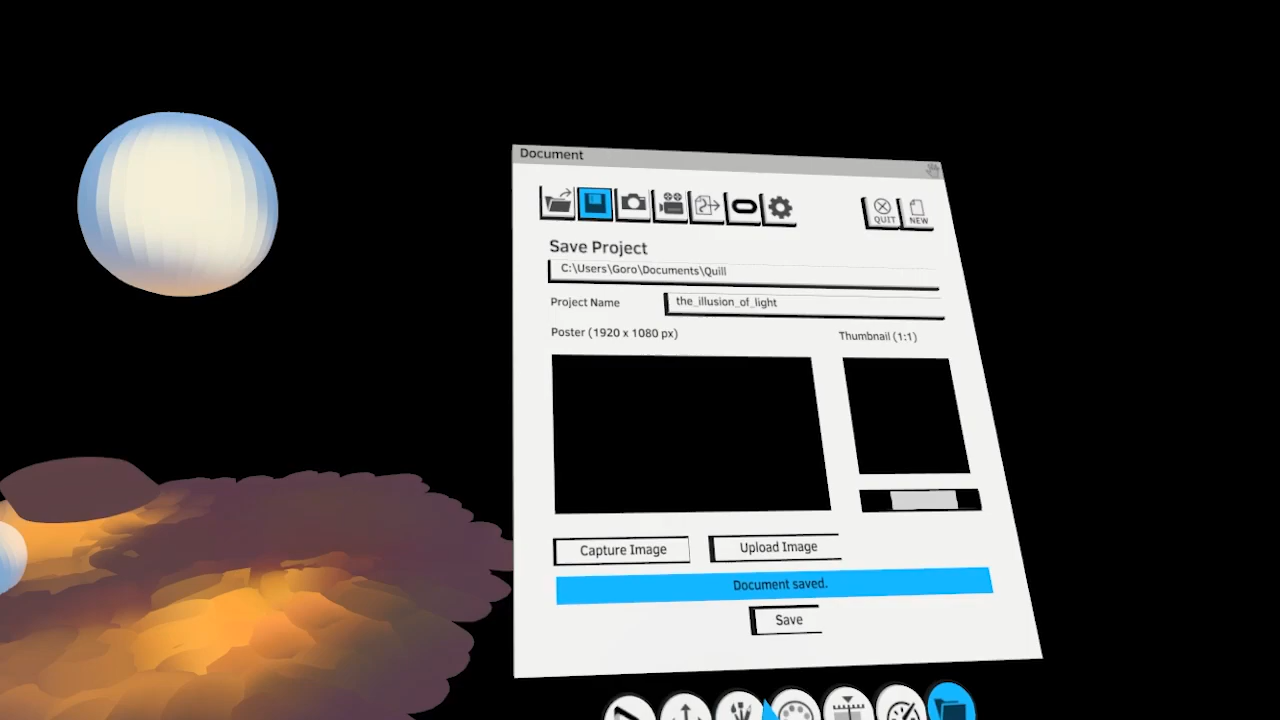 Document
QUIT
NEW
Save Project
C:\Users\Goro\Documents\Quill
Project Name
the_illusion_of_light
Poster (1920 x 1080 px)
Thumbnail (1:1)
Capture Image
Upload Image
Document saved.
Save